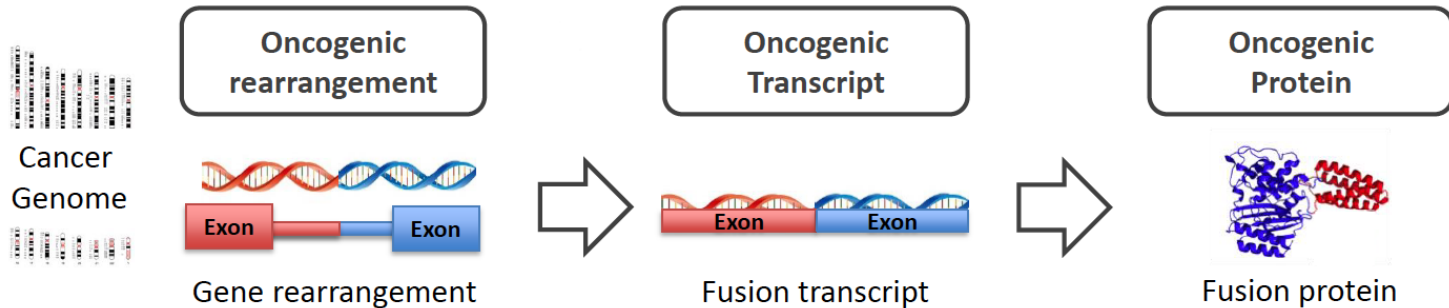 Oncogenic
rearrangement
Oncogenic
Transcript
Oncogenic
Protein
Cancer
Genome
Exon
Exon
Exon
Exon
Gene rearrangement
Fusion transcript
Fusion protein